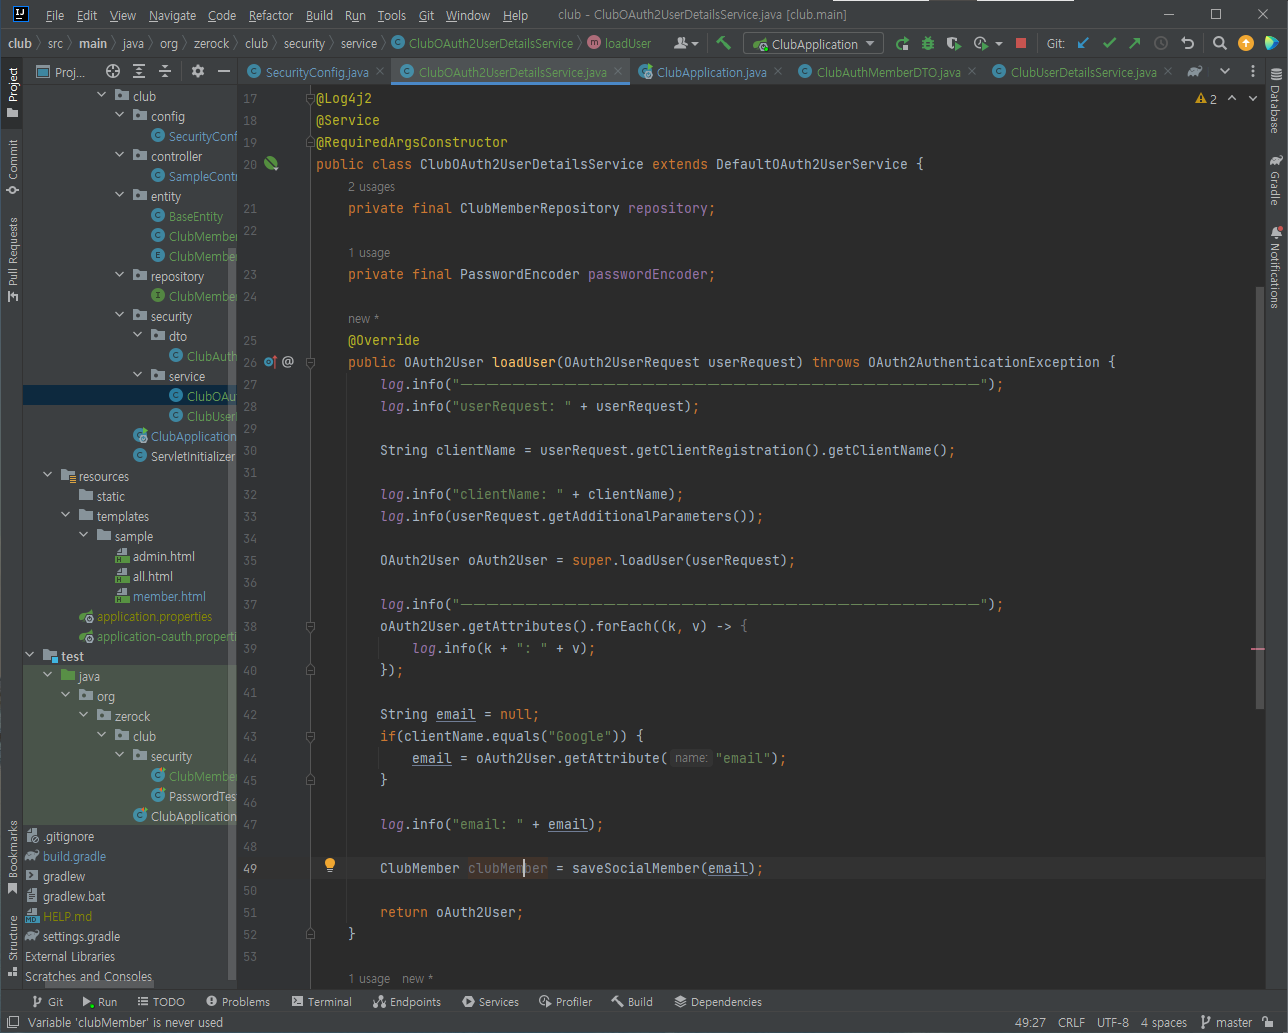 File Edit View Navigate Code Refactor Build Run Tools Git Window Help club - ClubOAuth2UserDetailsService.java [club.main]
club src main java org zerock club security service ClubOAuth2UserDetailsService loadUser ClubApplication Git:
Proj... SecurityConfig.java ClubOAuth2UserDetailsService.java ClubApplication.java ClubAuthMemberDTO.java ClubUserDetailsService.java
Project
Commit
Pull Requests
Bookmarks
Structure
club
config
SecurityConf
controller
SampleContr
entity
BaseEntity
ClubMember
ClubMember
repository
ClubMember
security
dto
ClubAuth
service
ClubOAu
ClubUser
ClubApplication
ServletInitializer
resources
static
templates
sample
admin.html
all.html
member.html
application.properties
application-oauth.properti
test
java
org
zerock
club
security
ClubMembe
PasswordTes
ClubApplication
.gitignore
build.gradle
gradlew
gradlew.bat
HELP.md
settings.gradle
External Libraries
Scratches and Consoles
17 @Log4j2
18 @Service
19 @RequiredArgsConstructor
20 public class ClubOAuth2UserDetailsService extends DefaultOAuth2UserService {
2 usages
21 private final ClubMemberRepository repository;
22
1 usage
23 private final PasswordEncoder passwordEncoder;
24
new *
25 @Override
26 public OAuth2User loadUser(OAuth2UserRequest userRequest) throws OAuth2AuthenticationException {
27 log.info("----------------------------------------");
28 log.info("userRequest: " + userRequest);
29
30 String clientName = userRequest.getClientRegistration().getClientName();
31
32 log.info("clientName: " + clientName);
33 log.info(userRequest.getAdditionalParameters());
34
35 OAuth2User oAuth2User = super.loadUser(userRequest);
36
37 log.info("----------------------------------------");
38 oAuth2User.getAttributes().forEach((k, v) -> {
39 log.info(k + ": " + v);
40 });
41
42 String email = null;
43 if(clientName.equals("Google")) {
44 email = oAuth2User.getAttribute( name: "email");
45 }
46
47 log.info("email: " + email);
48
49 ClubMember clubMember = saveSocialMember(email);
50
51 return oAuth2User;
52 }
53
1 usage new *
2
Database
Gradle
Notifications
Git Run TODO Problems Terminal Endpoints Services Profiler Build Dependencies
Variable 'clubMember' is never used 49:27 CRLF UTF-8 4 spaces master